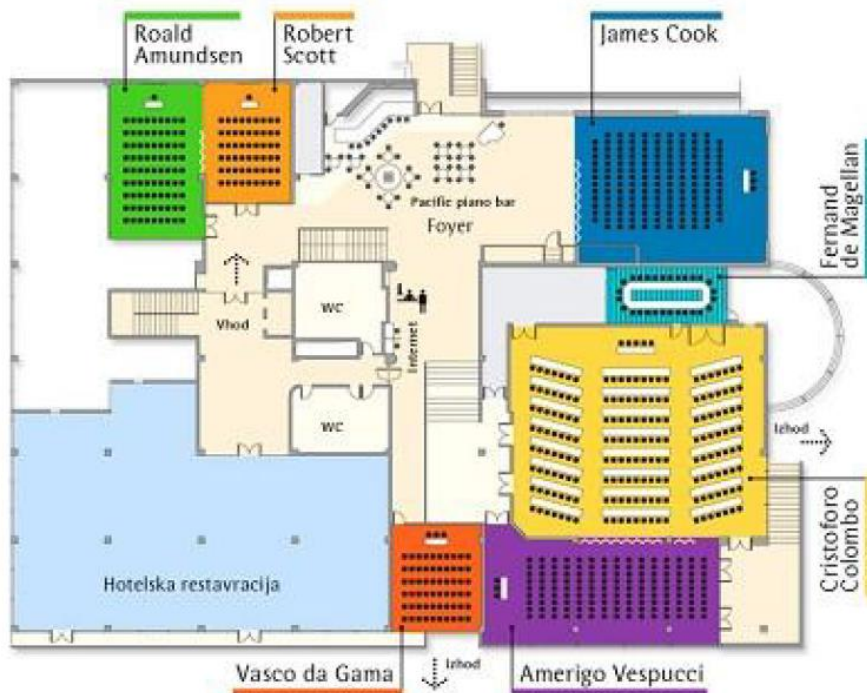 Roald
Amundsen
Robert
Scott
James Cook
Fernand
de Magellan
Pacific piano bar
Foyer
WC
Vhod
Internet
WC
Izhod
Cristoforo
Colombo
Hotelska restavracija
Vasco da Gama
Izhod
Amerigo Vespucci